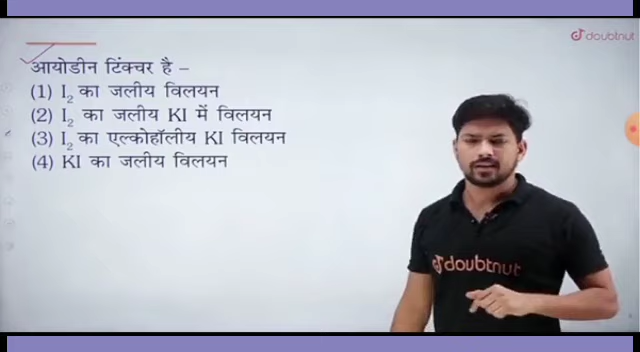 doubtnut
आयोडीन टिंक्चर है –
(1) I₂ का जलीय विलयन
(2) I₂ का जलीय KI में विलयन
(3) I₂ का एल्कोहॉलीय KI विलयन
(4) KI का जलीय विलयन
doubtnut